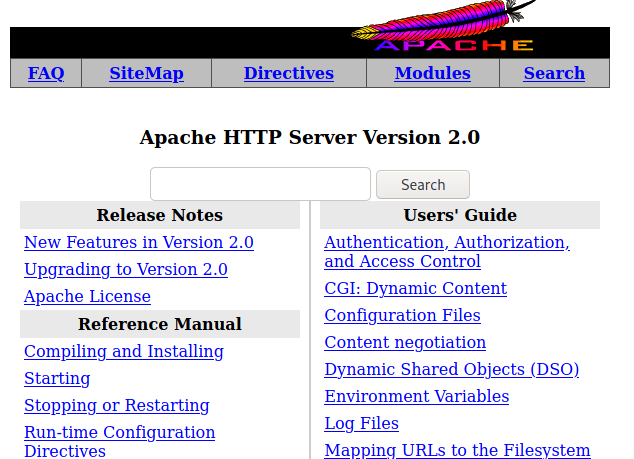 APACHE
FAQ SiteMap Directives Modules Search
Apache HTTP Server Version 2.0
Search
Release Notes
New Features in Version 2.0
Upgrading to Version 2.0
Apache License
Reference Manual
Compiling and Installing
Starting
Stopping or Restarting
Run-time Configuration
Directives
Users' Guide
Authentication, Authorization,
and Access Control
CGI: Dynamic Content
Configuration Files
Content negotiation
Dynamic Shared Objects (DSO)
Environment Variables
Log Files
Mapping URLs to the Filesystem